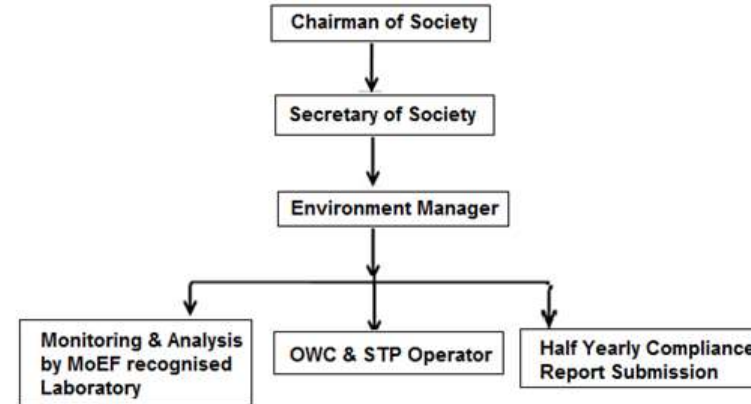 Chairman of Society
Secretary of Society
Environment Manager
Monitoring & Analysis
by MoEF recognised
Laboratory
OWC & STP Operator
Half Yearly Compliance
Report Submission